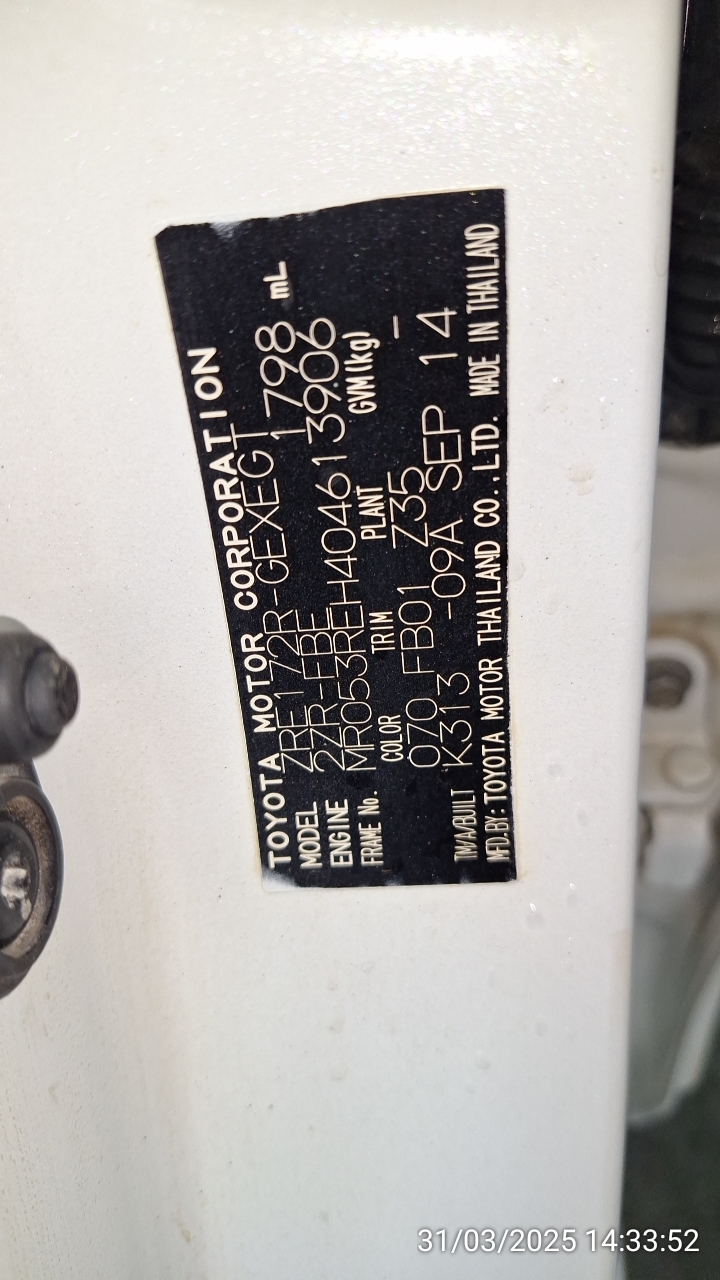 TOYOTA MOTOR CORPORATION
MODEL ZRE172R-GEXEGT
ENGINE 2ZR-FBE 1798 mL
FRAME No. MR053REH404613906
COLOR TRIM PLANT GVM(kg)
070 FB01 Z35 -
TM/A/BUILT K313 -09A SEP 14
MFD.BY: TOYOTA MOTOR THAILAND CO.,LTD. MADE IN THAILAND
31/03/2025 14:33:52